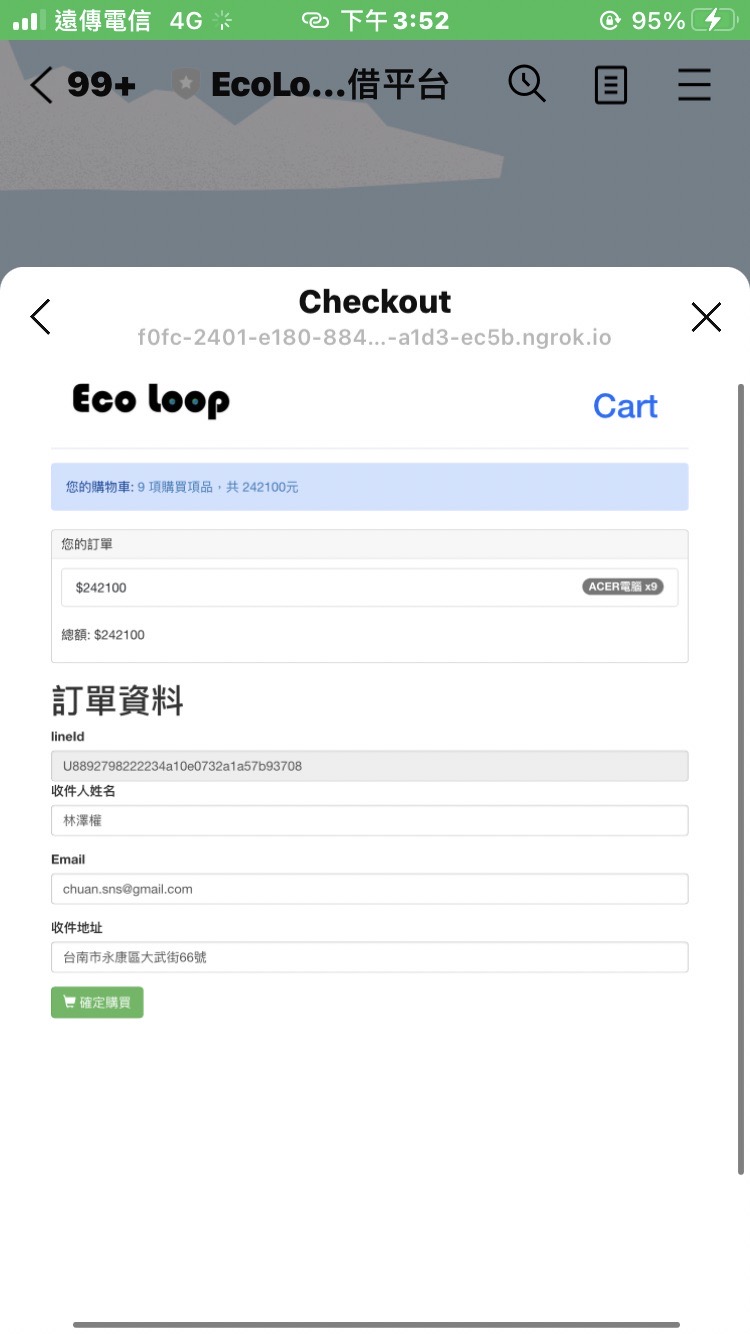 遠傳電信 4G 下午3:52 95%
99+ EcoLo...借平台
Checkout
f0fc-2401-e180-884...-a1d3-ec5b.ngrok.io
Eco Loop Cart
您的購物車: 9 項購買項品，共 242100元
您的訂單
$242100 ACER電腦 x9
總額: $242100
訂單資料
lineId
U8892798222234a10e0732a1a57b93708
收件人姓名
林澤權
Email
chuan.sns@gmail.com
收件地址
台南市永康區大武街66號
確定購買